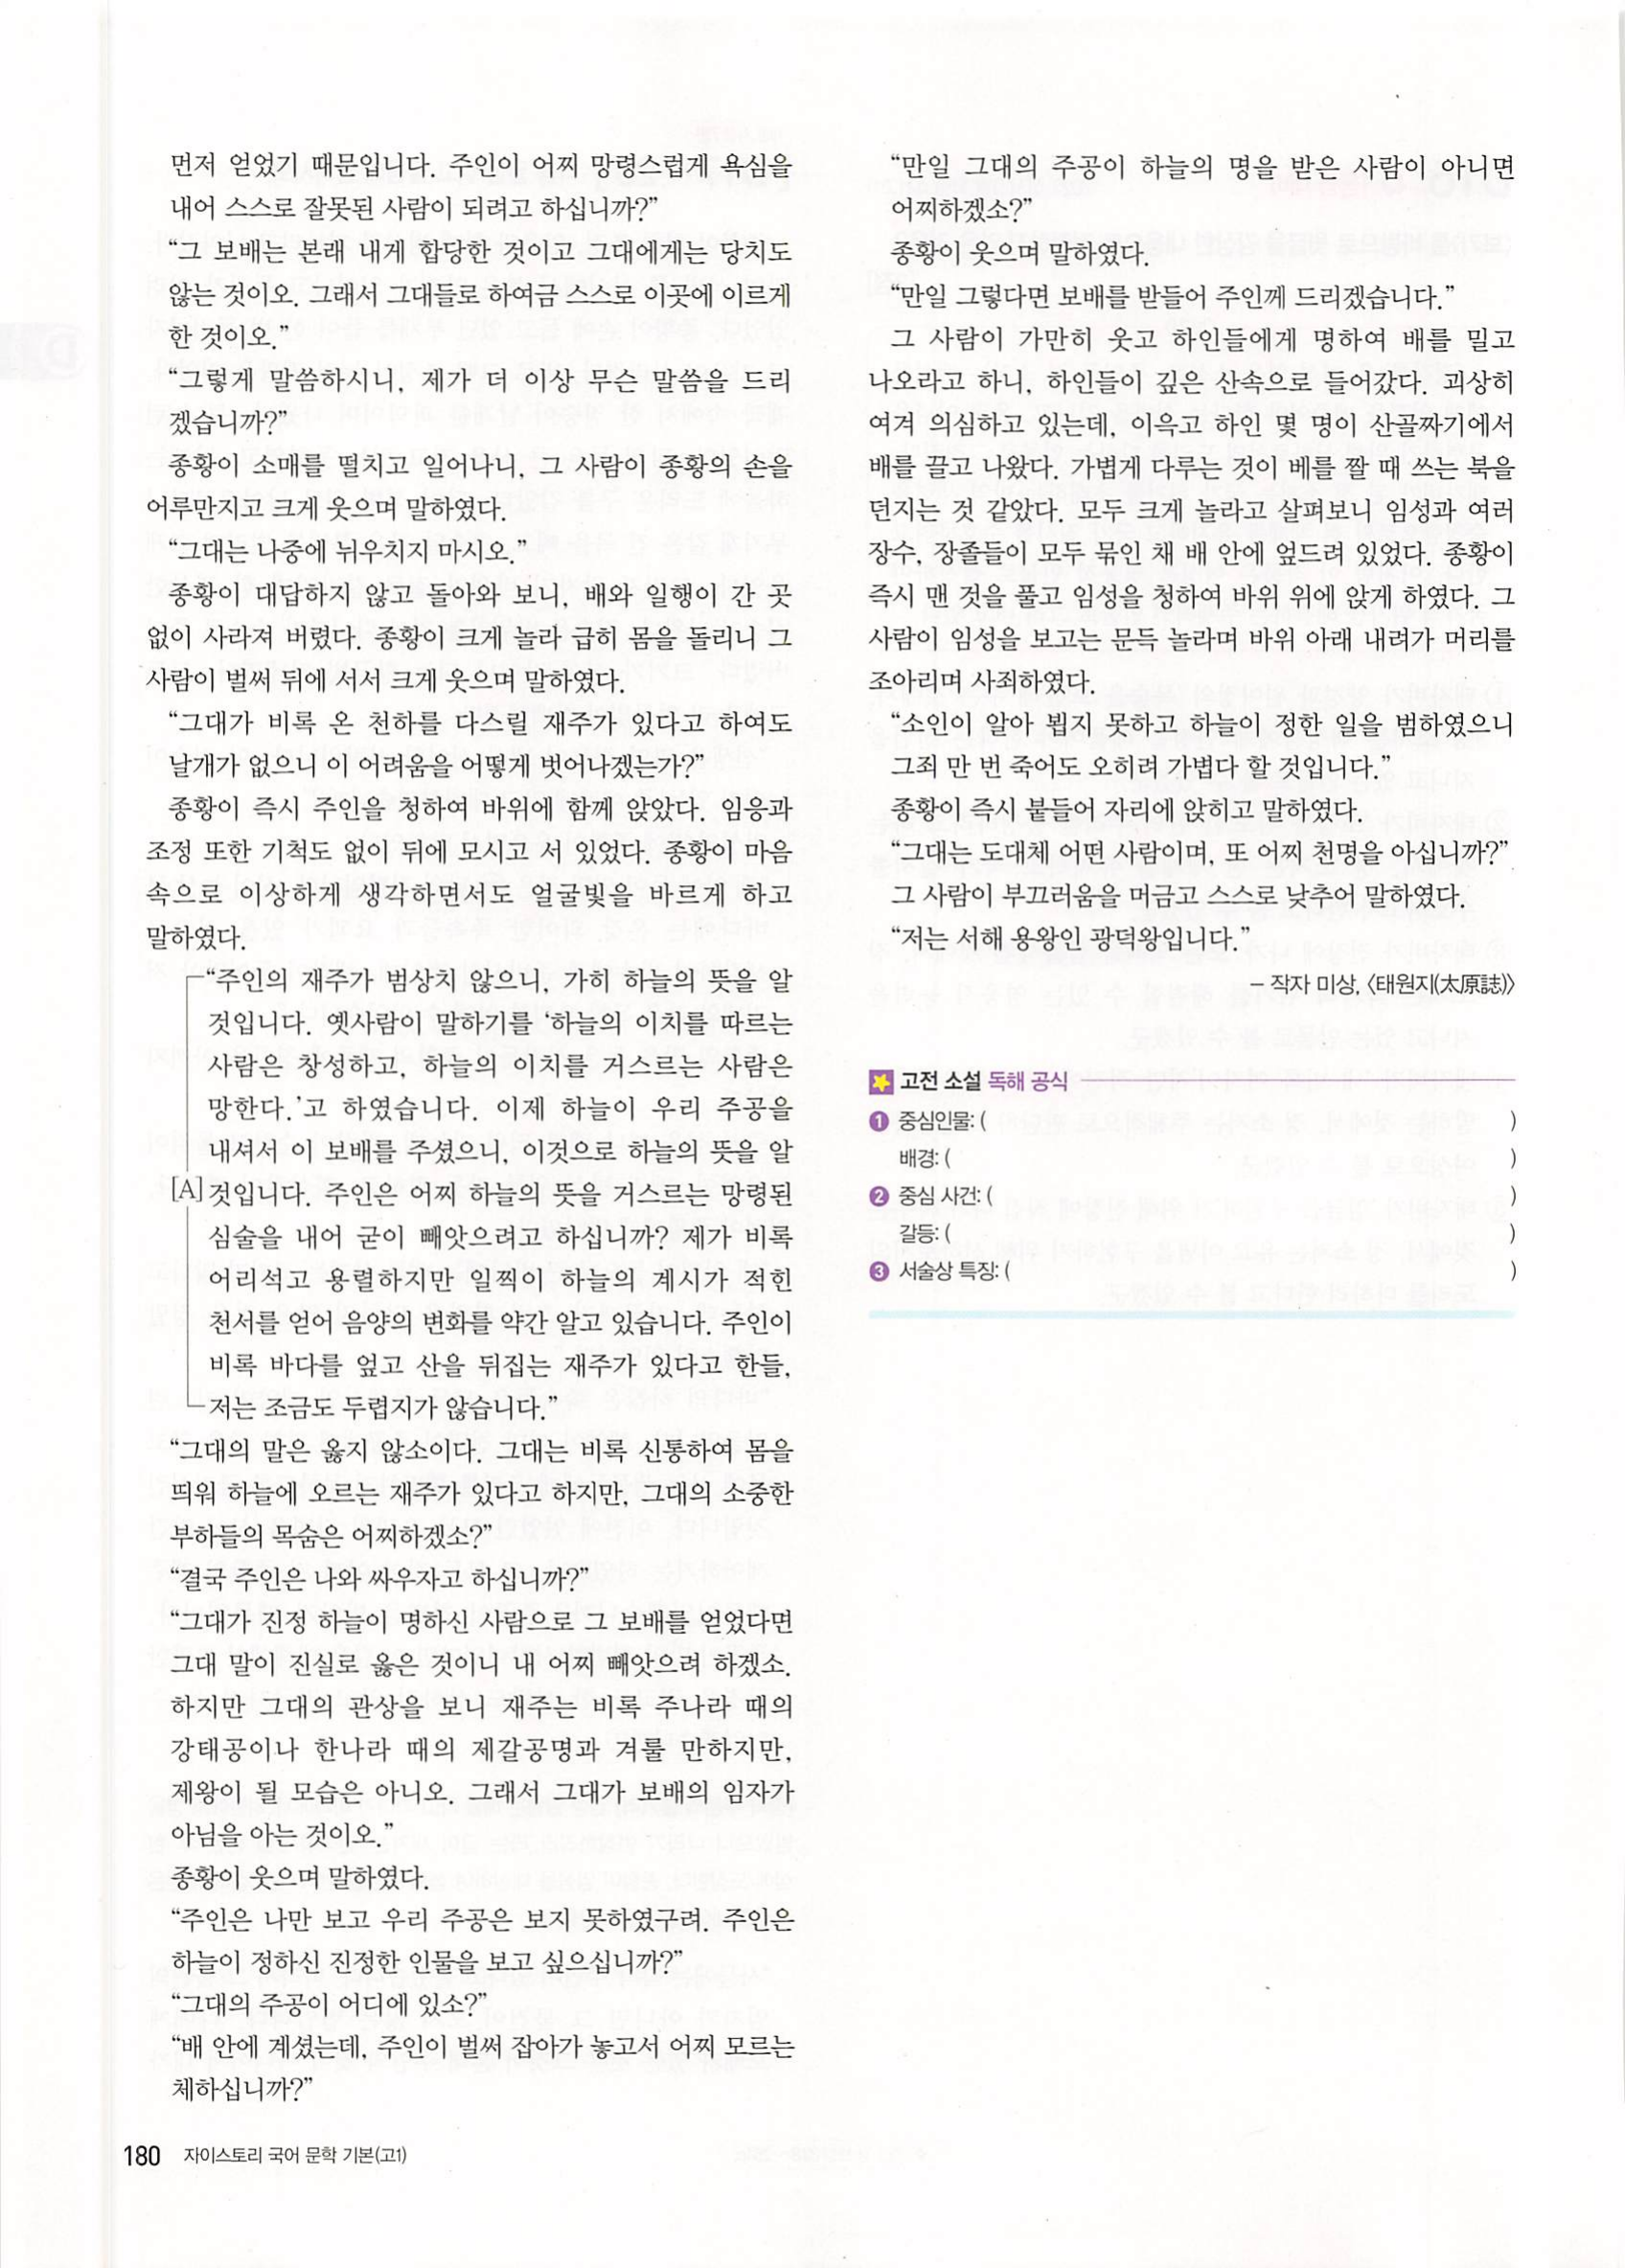 먼저 얻었기 때문입니다. 주인이 어찌 망령스럽게 욕심을
내어 스스로 잘못된 사람이 되려고 하십니까?”
“그 보배는 본래 내게 합당한 것이고 그대에게는 당치도
않는 것이오. 그래서 그대들로 하여금 스스로 이곳에 이르게
한 것이오.”
“그렇게 말씀하시니, 제가 더 이상 무슨 말씀을 드리
겠습니까?”
종황이 소매를 떨치고 일어나니, 그 사람이 종황의 손을
어루만지고 크게 웃으며 말하였다.
“그대는 나중에 뉘우치지 마시오.”
종황이 대답하지 않고 돌아와 보니, 배와 일행이 간 곳
없이 사라져 버렸다. 종황이 크게 놀라 급히 몸을 돌리니 그
사람이 벌써 뒤에 서서 크게 웃으며 말하였다.
“그대가 비록 온 천하를 다스릴 재주가 있다고 하여도
날개가 없으니 이 어려움을 어떻게 벗어나겠는가?”
종황이 즉시 주인을 청하여 바위에 함께 앉았다. 임응과
조정 또한 기척도 없이 뒤에 모시고 서 있었다. 종황이 마음
속으로 이상하게 생각하면서도 얼굴빛을 바르게 하고
말하였다.
“주인의 재주가 범상치 않으니, 가히 하늘의 뜻을 알
것입니다. 옛사람이 말하기를 ‘하늘의 이치를 따르는
사람은 창성하고, 하늘의 이치를 거스르는 사람은
망한다.’고 하였습니다. 이제 하늘이 우리 주공을
내셔서 이 보배를 주셨으니, 이것으로 하늘의 뜻을 알
[A] 것입니다. 주인은 어찌 하늘의 뜻을 거스르는 망령된
심술을 내어 굳이 빼앗으려고 하십니까? 제가 비록
어리석고 용렬하지만 일찍이 하늘의 계시가 적힌
천서를 얻어 음양의 변화를 약간 알고 있습니다. 주인이
비록 바다를 엎고 산을 뒤집는 재주가 있다고 한들,
저는 조금도 두렵지가 않습니다.”
“그대의 말은 옳지 않소이다. 그대는 비록 신통하여 몸을
띄워 하늘에 오르는 재주가 있다고 하지만, 그대의 소중한
부하들의 목숨은 어찌하겠소?”
“결국 주인은 나와 싸우자고 하십니까?”
“그대가 진정 하늘이 명하신 사람으로 그 보배를 얻었다면
그대 말이 진실로 옳은 것이니 내 어찌 빼앗으려 하겠소.
하지만 그대의 관상을 보니 재주는 비록 주나라 때의
강태공이나 한나라 때의 제갈공명과 겨룰 만하지만,
제왕이 될 모습은 아니오. 그래서 그대가 보배의 임자가
아님을 아는 것이오.”
종황이 웃으며 말하였다.
“주인은 나만 보고 우리 주공은 보지 못하였구려. 주인은
하늘이 정하신 진정한 인물을 보고 싶으십니까?”
“그대의 주공이 어디에 있소?”
“배 안에 계셨는데, 주인이 벌써 잡아가 놓고서 어찌 모르는
체하십니까?”
“만일 그대의 주공이 하늘의 명을 받은 사람이 아니면
어찌하겠소?”
종황이 웃으며 말하였다.
“만일 그렇다면 보배를 받들어 주인께 드리겠습니다.”
그 사람이 가만히 웃고 하인들에게 명하여 배를 밀고
나오라고 하니, 하인들이 깊은 산속으로 들어갔다. 괴상히
여겨 의심하고 있는데, 이윽고 하인 몇 명이 산골짜기에서
배를 끌고 나왔다. 가볍게 다루는 것이 베를 짤 때 쓰는 북을
던지는 것 같았다. 모두 크게 놀라고 살펴보니 임성과 여러
장수, 장졸들이 모두 묶인 채 배 안에 엎드려 있었다. 종황이
즉시 맨 것을 풀고 임성을 청하여 바위 위에 앉게 하였다. 그
사람이 임성을 보고는 문득 놀라며 바위 아래 내려가 머리를
조아리며 사죄하였다.
“소인이 알아 뵙지 못하고 하늘이 정한 일을 범하였으니
그죄 만 번 죽어도 오히려 가볍다 할 것입니다.”
종황이 즉시 붙들어 자리에 앉히고 말하였다.
“그대는 도대체 어떤 사람이며, 또 어찌 천명을 아십니까?”
그 사람이 부끄러움을 머금고 스스로 낮추어 말하였다.
“저는 서해 용왕인 광덕왕입니다.”
– 작자 미상, 〈태원지(太原誌)〉
고전 소설 독해 공식
❶ 중심인물: ( )
배경: ( )
❷ 중심 사건: ( )
갈등: ( )
❸ 서술상 특징: ( )
180 자이스토리 국어 문학 기본(고1)